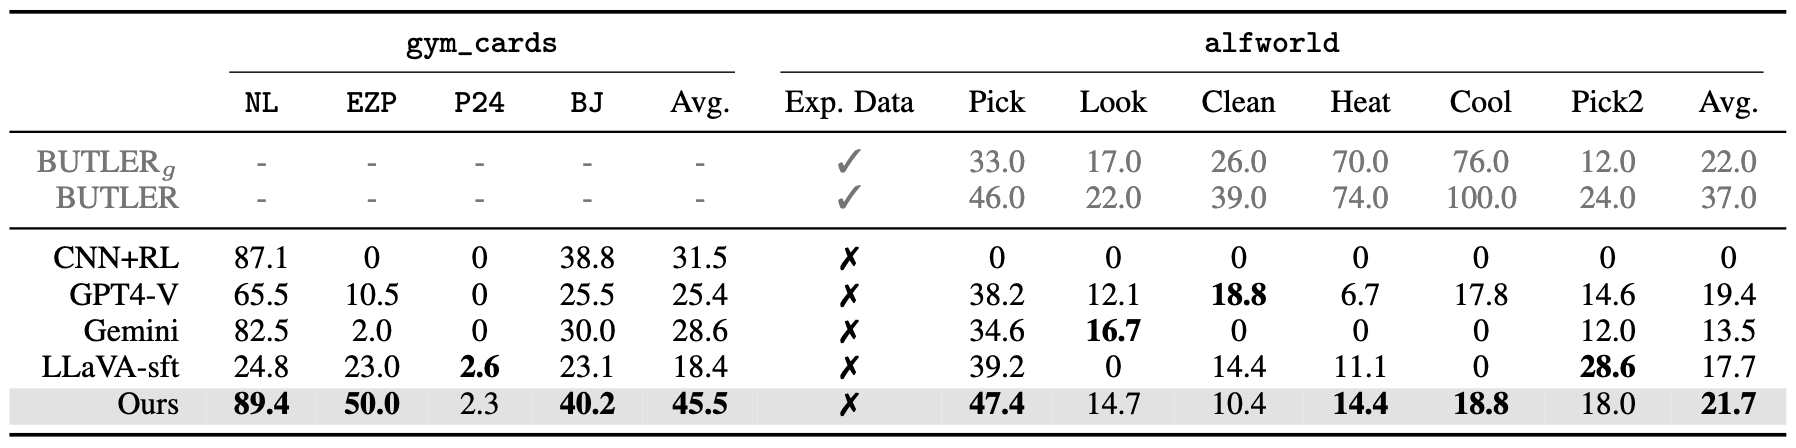 gym_cards alfworld
NL EZP P24 BJ Avg. Exp. Data Pick Look Clean Heat Cool Pick2 Avg.
BUTLERg - - - - - ✓ 33.0 17.0 26.0 70.0 76.0 12.0 22.0
BUTLER - - - - - ✓ 46.0 22.0 39.0 74.0 100.0 24.0 37.0
CNN+RL 87.1 0 0 38.8 31.5 ✗ 0 0 0 0 0 0 0
GPT4-V 65.5 10.5 0 25.5 25.4 ✗ 38.2 12.1 18.8 6.7 17.8 14.6 19.4
Gemini 82.5 2.0 0 30.0 28.6 ✗ 34.6 16.7 0 0 0 12.0 13.5
LLaVA-sft 24.8 23.0 2.6 23.1 18.4 ✗ 39.2 0 14.4 11.1 0 28.6 17.7
Ours 89.4 50.0 2.3 40.2 45.5 ✗ 47.4 14.7 10.4 14.4 18.8 18.0 21.7